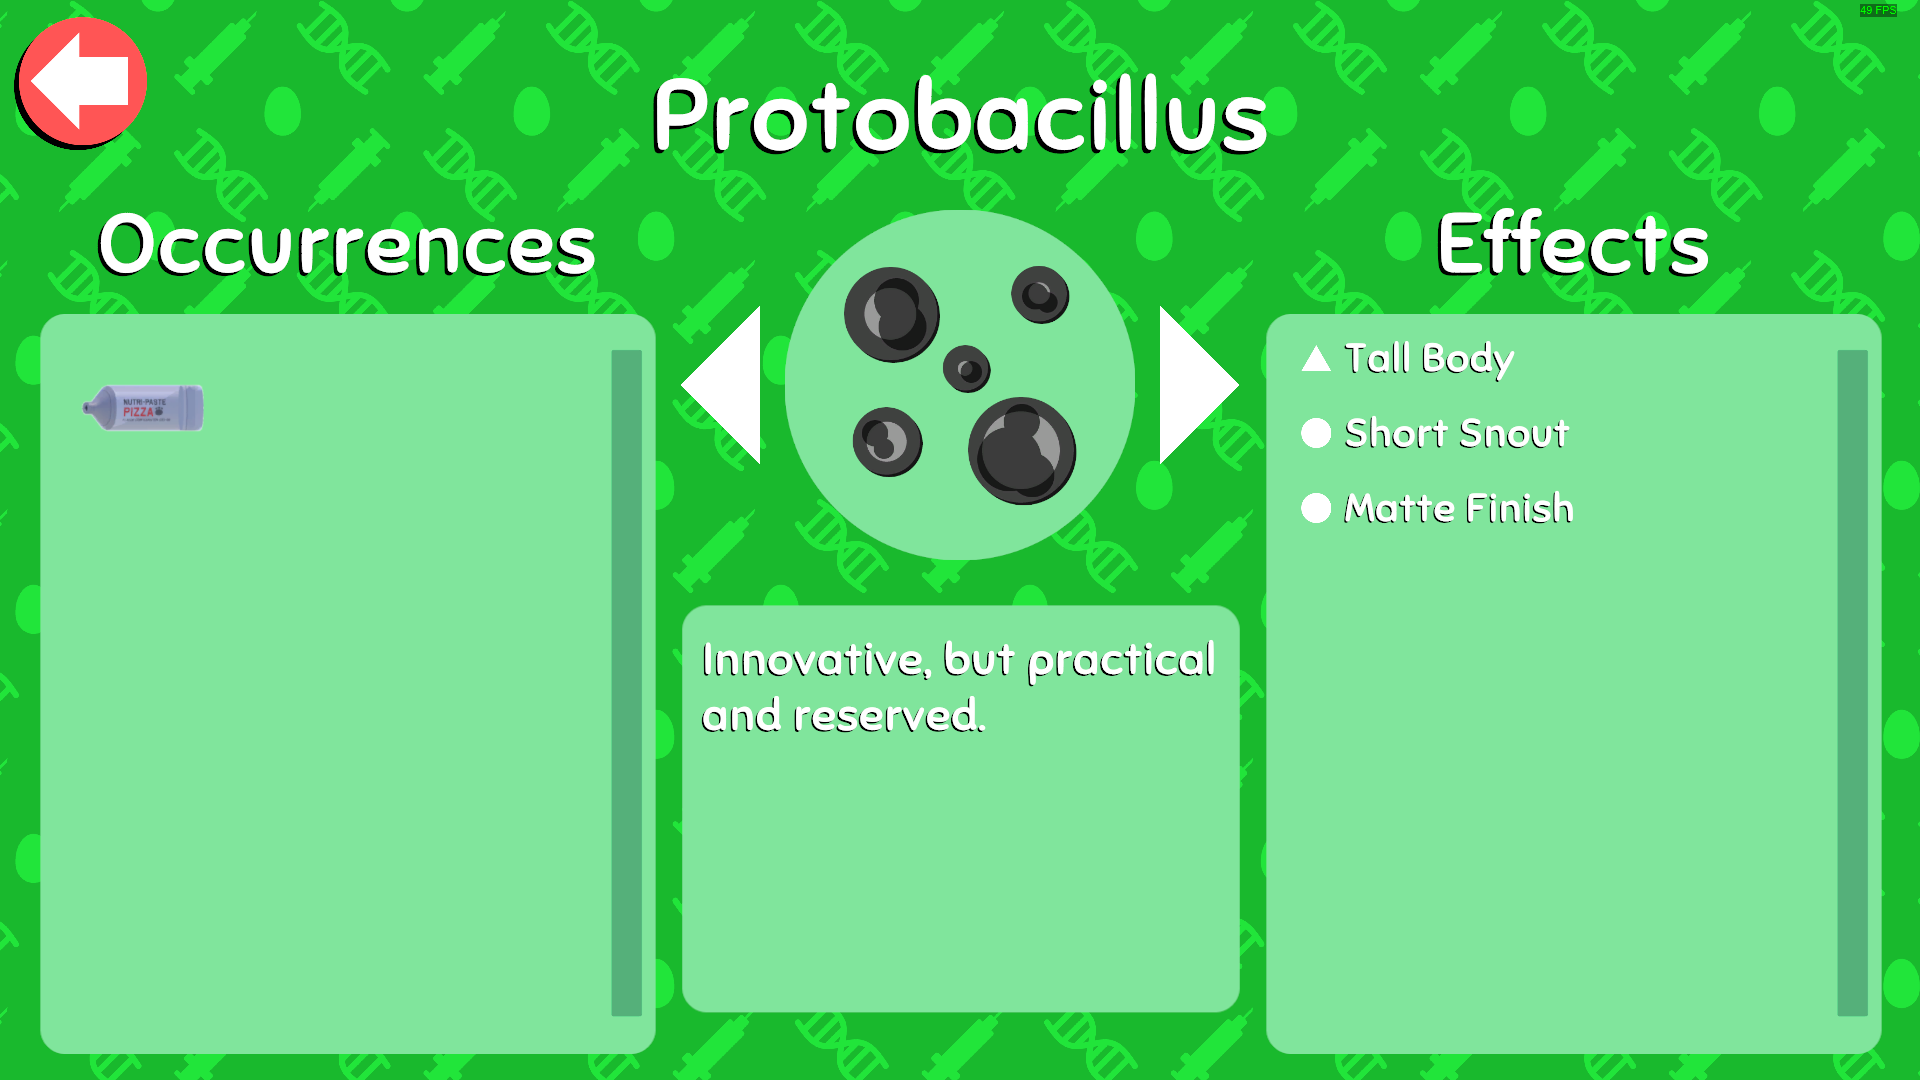 49 FPS
Protobacillus
Occurrences
Effects
NUTRI-PASTE
PIZZA
Tall Body
Short Snout
Matte Finish
Innovative, but practical
and reserved.